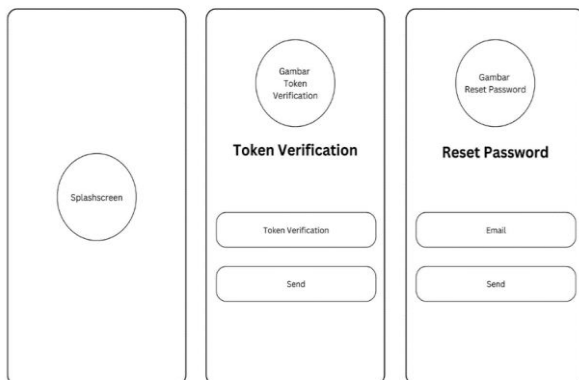 Splashscreen
Gambar
Token
Verification
Token Verification
Token Verification
Send
Gambar
Reset Password
Reset Password
Email
Send